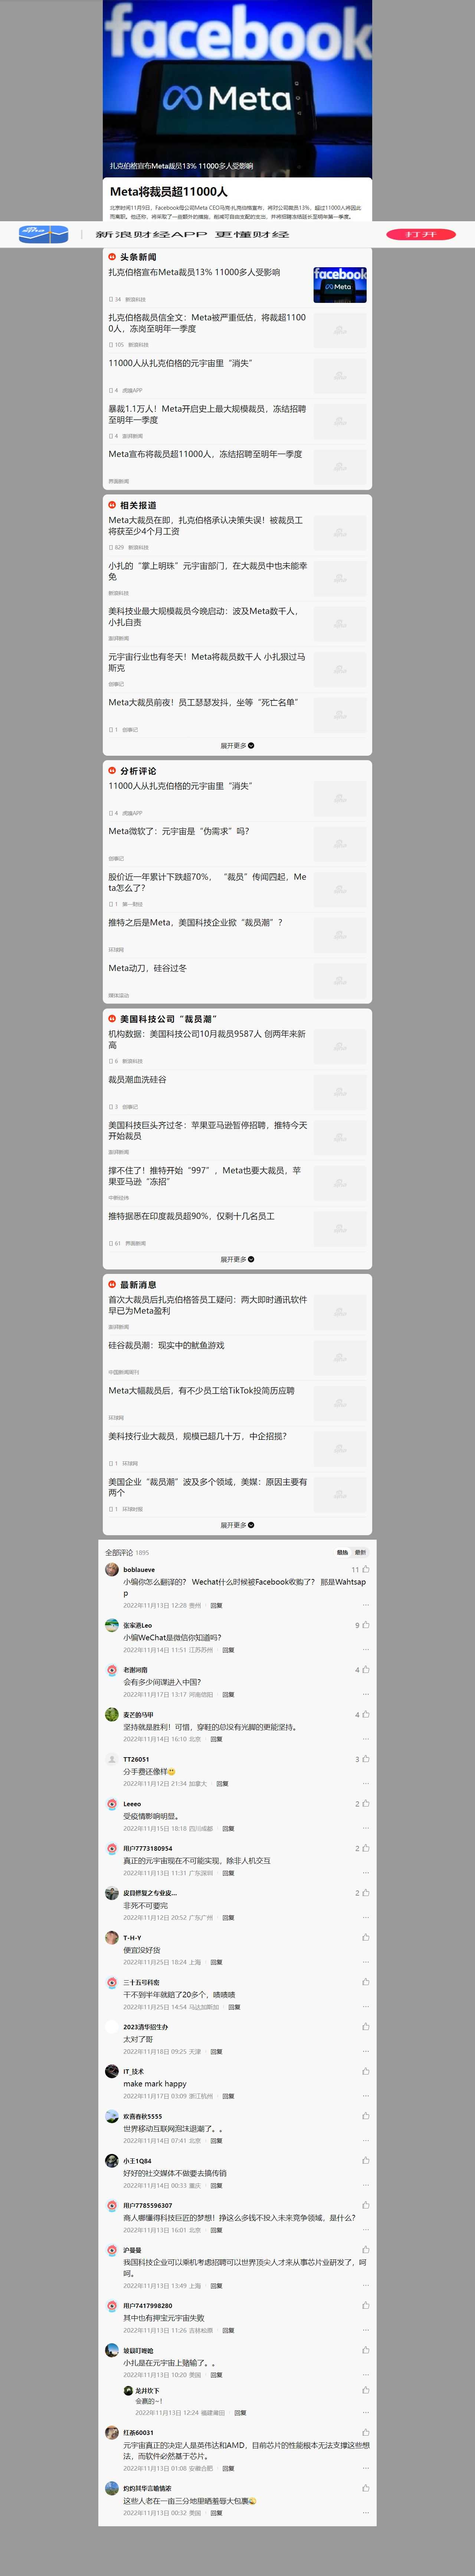 facebook
Meta
扎克伯格宣布Meta裁员13% 11000多人受影响
Meta将裁员超11000人
北京时间11月9日，Facebook母公司Meta CEO马克·扎克伯格宣布，将对公司裁员13%，超过11000人将因此
而离职。他还称，将采取了一些额外的措施，削减可自由支配的支出，并将招聘冻结延长至明年第一季度。
新浪财经APP 更懂财经
打开
头条新闻
扎克伯格宣布Meta裁员13% 11000多人受影响
34 新浪科技
扎克伯格裁员信全文：Meta被严重低估，将裁超1100
0人，冻岗至明年一季度
105 新浪科技
11000人从扎克伯格的元宇宙里“消失”
4 虎嗅APP
暴裁1.1万人！Meta开启史上最大规模裁员，冻结招聘
至明年一季度
4 澎湃新闻
Meta宣布将裁员超11000人，冻结招聘至明年一季度
界面新闻
相关报道
Meta大裁员在即，扎克伯格承认决策失误！被裁员工
将获至少4个月工资
829 新浪科技
小扎的“掌上明珠”元宇宙部门，在大裁员中也未能幸
免
新浪科技
美科技业最大规模裁员今晚启动：波及Meta数千人，
小扎自责
澎湃新闻
元宇宙行业也有冬天！Meta将裁员数千人 小扎狠过马
斯克
创事记
Meta大裁员前夜！员工瑟瑟发抖，坐等“死亡名单”
1 创事记
展开更多
分析评论
11000人从扎克伯格的元宇宙里“消失”
4 虎嗅APP
Meta微软了：元宇宙是“伪需求”吗？
创事记
股价近一年累计下跌超70%， “裁员”传闻四起，Me
ta怎么了？
1 第一财经
推特之后是Meta，美国科技企业掀“裁员潮”？
环球网
Meta动刀，硅谷过冬
美国科技公司“裁员潮”
机构数据：美国科技公司10月裁员9587人 创两年来新
高
6 新浪科技
裁员潮血洗硅谷
3 创事记
美国科技巨头齐过冬：苹果亚马逊暂停招聘，推特今天
开始裁员
澎湃新闻
撑不住了！推特开始“997”，Meta也要大裁员，苹
果亚马逊“冻招”
中新经纬
推特据悉在印度裁员超90%，仅剩十几名员工
61 界面新闻
展开更多
最新消息
首次大裁员后扎克伯格答员工疑问：两大即时通讯软件
早已为Meta盈利
澎湃新闻
硅谷裁员潮：现实中的鱿鱼游戏
中国新闻周刊
Meta大幅裁员后，有不少员工给TikTok投简历应聘
环球网
美科技行业大裁员，规模已超几十万，中企招揽？
1 环球网
美国企业“裁员潮”波及多个领域，美媒：原因主要有
两个
1 环球时报
展开更多
全部评论 1895
最热 最新
boblaueve 11
小编你怎么翻译的？ Wechat什么时候被Facebook收购了？ 那是Wahtsap
p
2022年11月13日 12:28 贵州 回复
张家港Leo 9
小编WeChat是微信你知道吗？
2022年11月14日 11:51 江苏苏州 回复
老谢河南 4
会有多少间谍进入中国？
2022年11月17日 13:17 河南信阳 回复
麦芒的马甲 4
坚持就是胜利！可惜，穿鞋的总没有光脚的更能坚持。
2022年11月14日 16:10 北京 回复
TT26051 3
分手费还像样
2022年11月12日 21:34 加拿大 回复
Leeeo 2
受疫情影响明显。
2022年11月15日 18:18 四川成都 回复
用户7773180954 2
真正的元宇宙现在不可能实现，除非人机交互
2022年11月13日 11:31 广东深圳 回复
皮具修复之专业皮... 2
非死不可要完
2022年11月12日 20:52 广东广州 回复
T-H-Y
便宜没好货
2022年11月25日 18:24 上海 回复
三十五号科密
干不到半年就赔了20多个，啧啧啧
2022年11月25日 14:54 马达加斯加 回复
2023清华招生办
太对了哥
2022年11月18日 09:25 天津 回复
IT_技术
make mark happy
2022年11月17日 03:09 浙江杭州 回复
欢喜春秋5555
世界移动互联网泡沫退潮了。。
2022年11月14日 07:41 北京 回复
小王1Q84
好好的社交媒体不做要去搞传销
2022年11月14日 00:33 重庆 回复
用户7785596307
商人哪懂得科技巨匠的梦想！挣这么多钱不投入未来竞争领域，是什么？
2022年11月13日 16:01 北京 回复
沪曼曼
我国科技企业可以乘机考虑招聘可以世界顶尖人才来从事芯片业研发了，呵
呵。
2022年11月13日 13:49 上海 回复
用户7417998280
其中也有押宝元宇宙失败
2022年11月13日 11:26 吉林松原 回复
小扎是在元宇宙上赌输了。。
2022年11月13日 10:20 美国 回复
龙井坎下
会赢的~！
2022年11月13日 12:24 福建莆田 回复
红茶60031
元宇宙真正的决定人是英伟达和AMD，目前芯片的性能根本无法支撑这些想
法，而软件必然基于芯片。
2022年11月13日 01:08 安徽合肥 回复
灼灼其华言喻情浓
这些人老在一亩三分地里晒羞辱大包裹
2022年11月13日 00:32 美国 回复